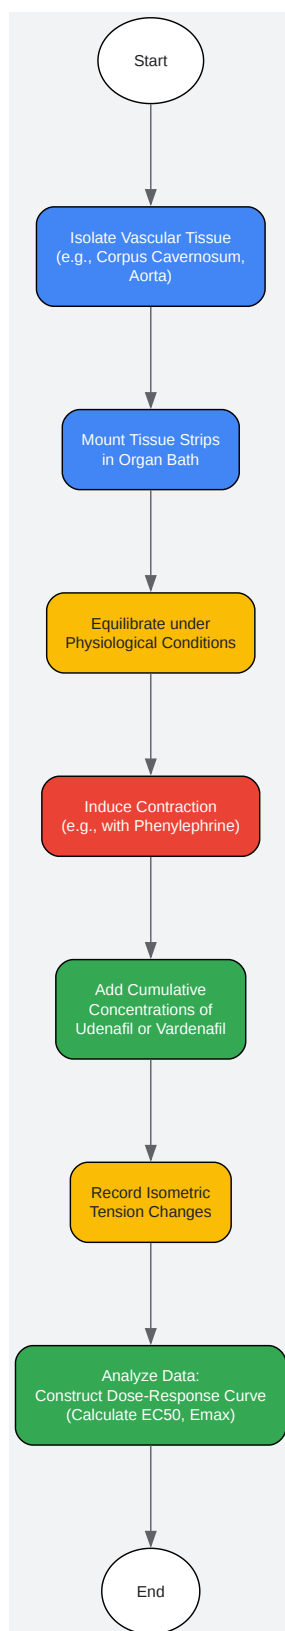 Start
Isolate Vascular Tissue
(e.g., Corpus Cavernosum,
Aorta)
Mount Tissue Strips
in Organ Bath
Equilibrate under
Physiological Conditions
Induce Contraction
(e.g., with Phenylephrine)
Add Cumulative
Concentrations of
Udenafil or Vardenafil
Record Isometric
Tension Changes
Analyze Data:
Construct Dose-Response Curve
(Calculate EC50, Emax)
End